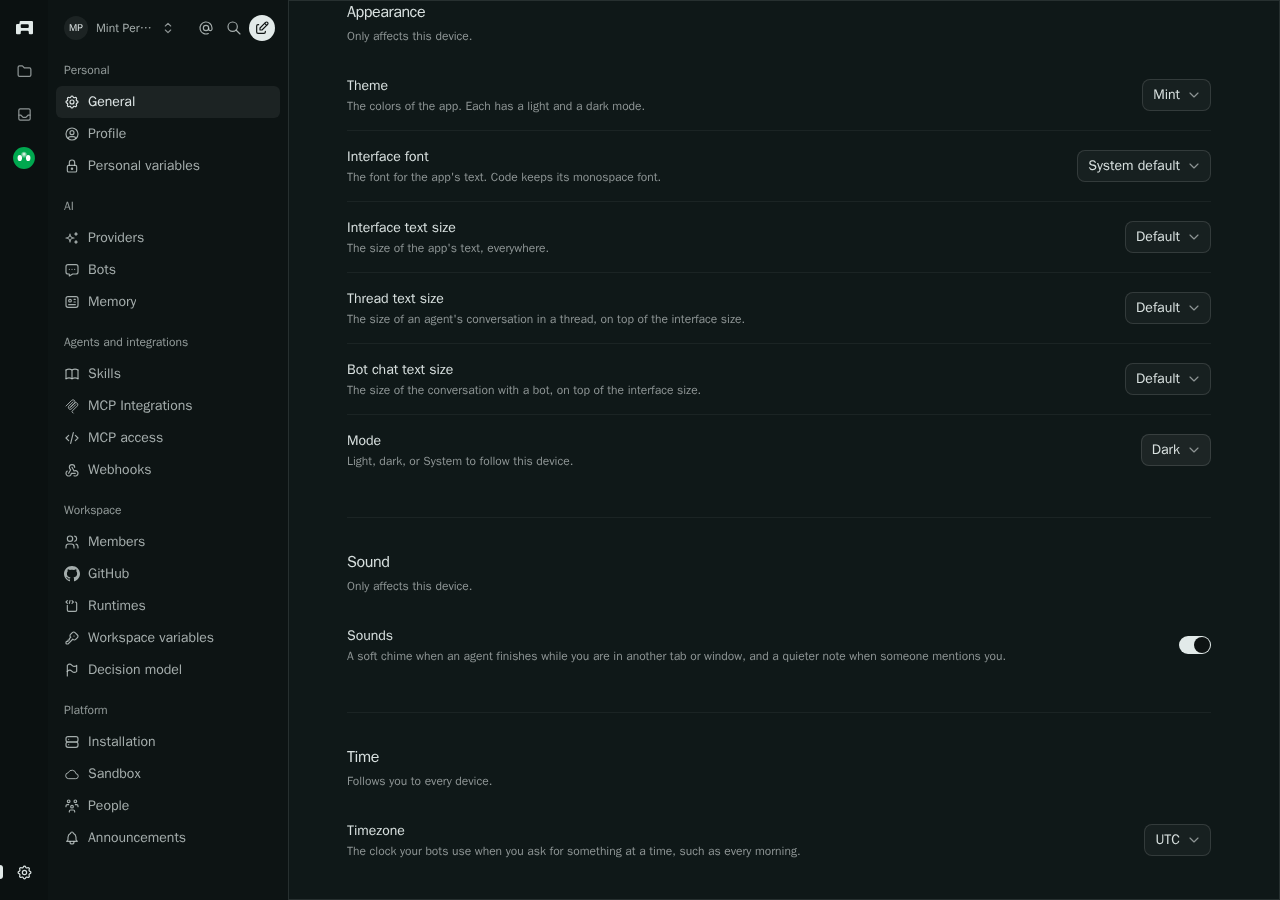 MP Mint Per···
Personal
General
Profile
Personal variables
AI
Providers
Bots
Memory
Agents and integrations
Skills
MCP Integrations
MCP access
Webhooks
Workspace
Members
GitHub
Runtimes
Workspace variables
Decision model
Platform
Installation
Sandbox
People
Announcements
Appearance
Only affects this device.
Theme
The colors of the app. Each has a light and a dark mode.
Mint
Interface font
The font for the app's text. Code keeps its monospace font.
System default
Interface text size
The size of the app's text, everywhere.
Default
Thread text size
The size of an agent's conversation in a thread, on top of the interface size.
Default
Bot chat text size
The size of the conversation with a bot, on top of the interface size.
Default
Mode
Light, dark, or System to follow this device.
Dark
Sound
Only affects this device.
Sounds
A soft chime when an agent finishes while you are in another tab or window, and a quieter note when someone mentions you.
Time
Follows you to every device.
Timezone
The clock your bots use when you ask for something at a time, such as every morning.
UTC